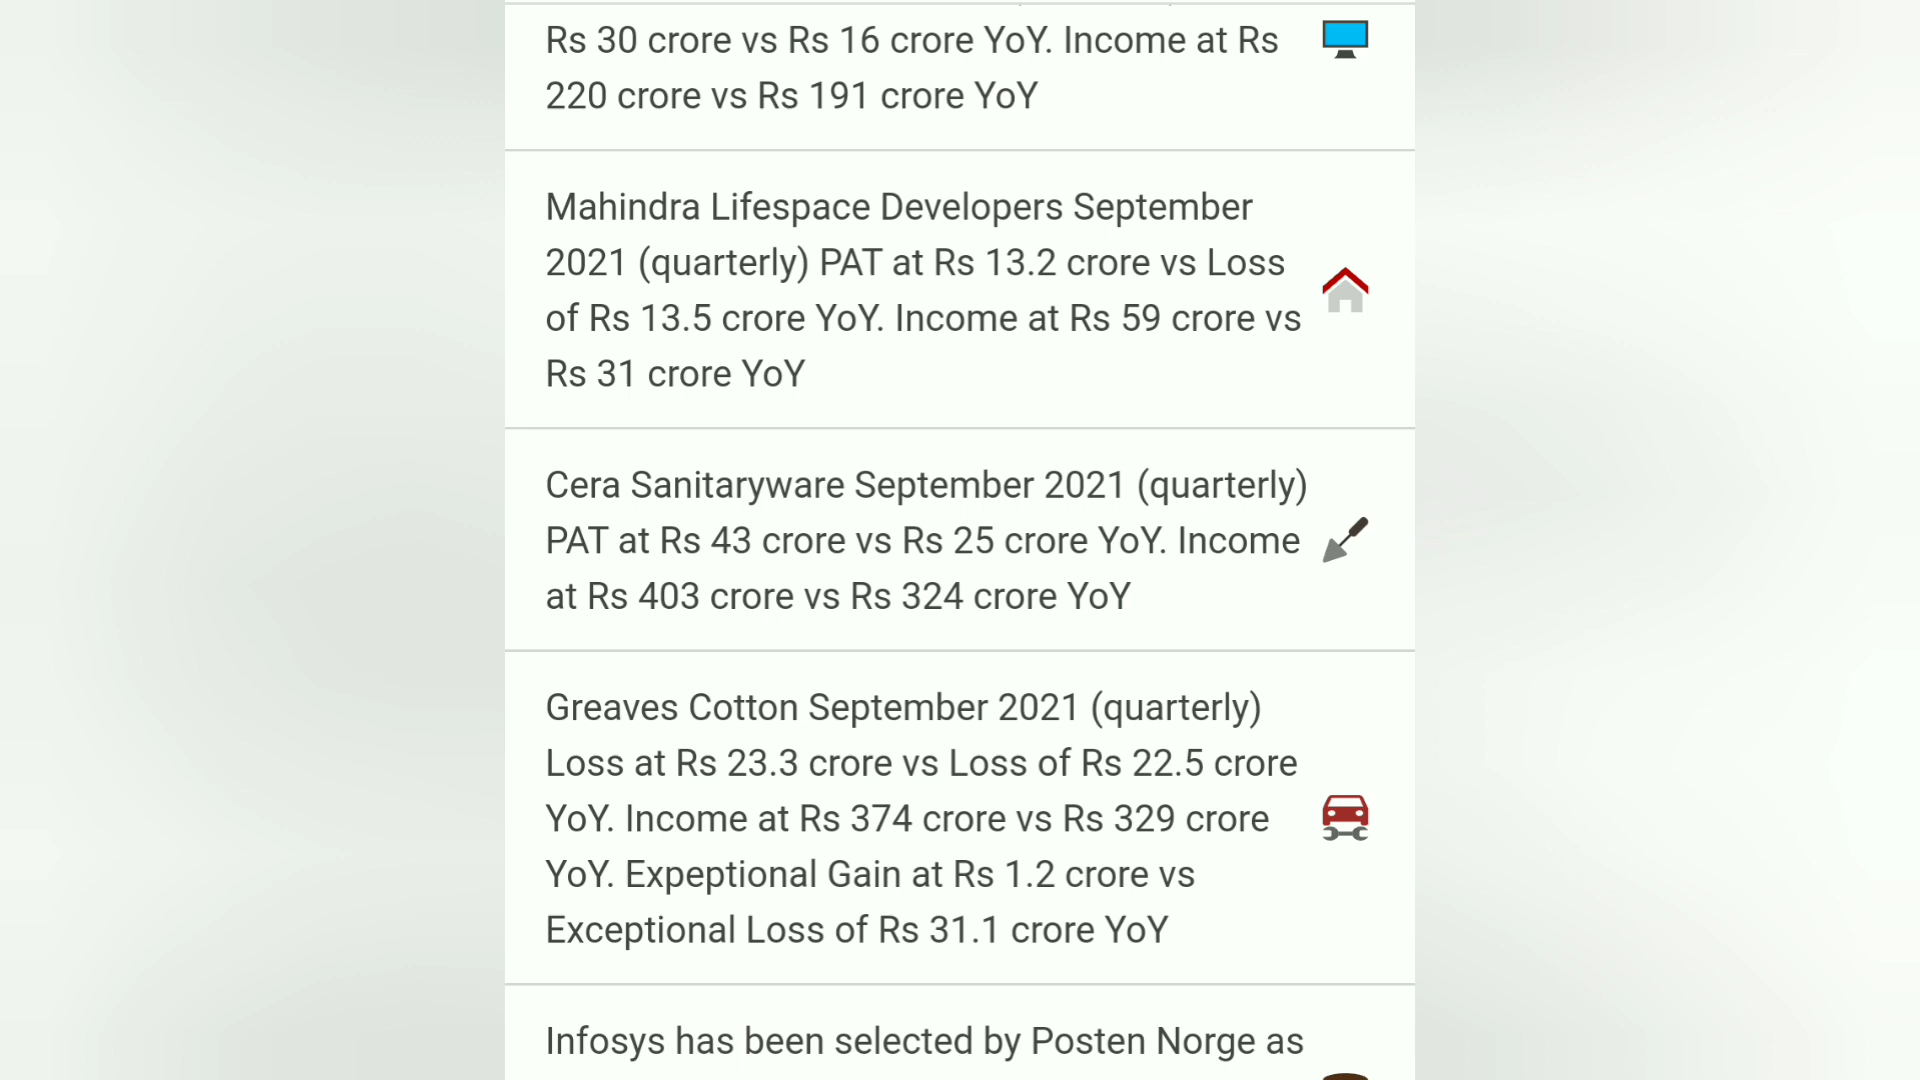 Rs 30 crore vs Rs 16 crore YoY. Income at Rs
220 crore vs Rs 191 crore YoY
Mahindra Lifespace Developers September
2021 (quarterly) PAT at Rs 13.2 crore vs Loss
of Rs 13.5 crore YoY. Income at Rs 59 crore vs
Rs 31 crore YoY
Cera Sanitaryware September 2021 (quarterly)
PAT at Rs 43 crore vs Rs 25 crore YoY. Income
at Rs 403 crore vs Rs 324 crore YoY
Greaves Cotton September 2021 (quarterly)
Loss at Rs 23.3 crore vs Loss of Rs 22.5 crore
YoY. Income at Rs 374 crore vs Rs 329 crore
YoY. Expeptional Gain at Rs 1.2 crore vs
Exceptional Loss of Rs 31.1 crore YoY
Infosys has been selected by Posten Norge as